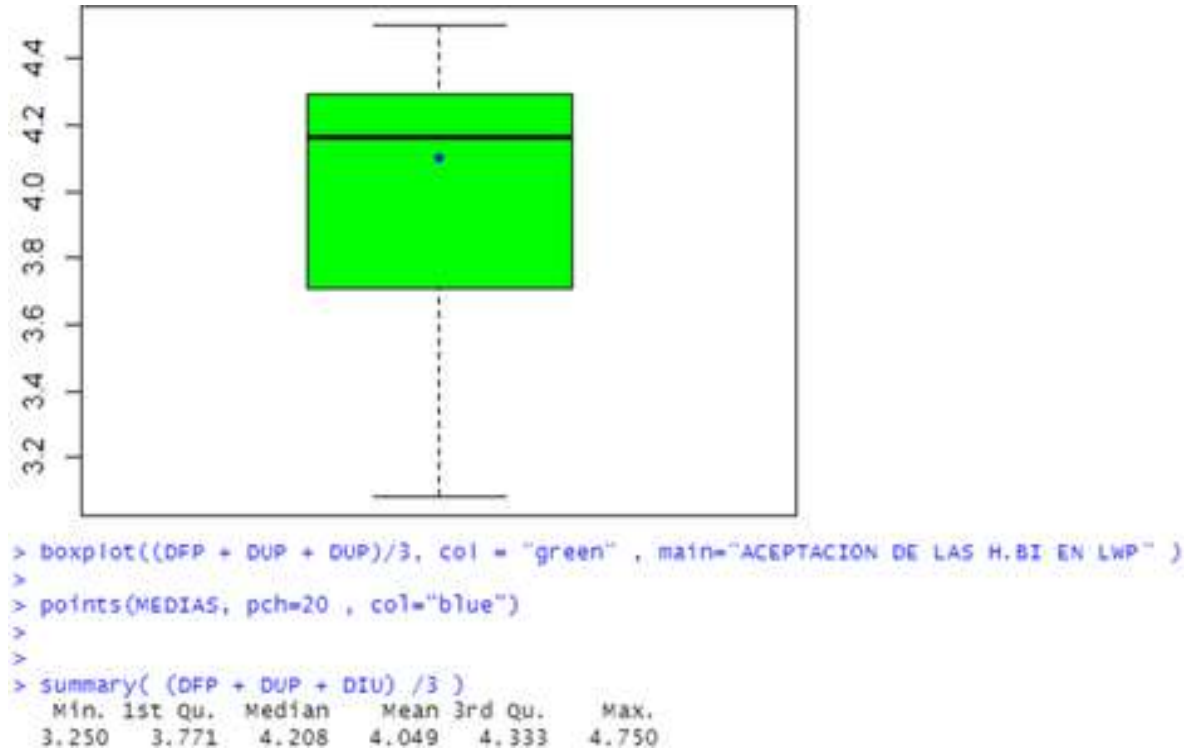 4.4
4.2
4.0
3.8
3.6
3.4
3.2
> boxplot((DFP + DUP + DUP)/3, col = "green" , main="ACEPTACION DE LAS H.BI EN LWP" )
>
> points(MEDIAS, pch=20 , col="blue")
>
>
> summary( (DFP + DUP + DIU) /3 )
Min. 1st Qu. Median Mean 3rd Qu. Max.
3.250 3.771 4.208 4.049 4.333 4.750